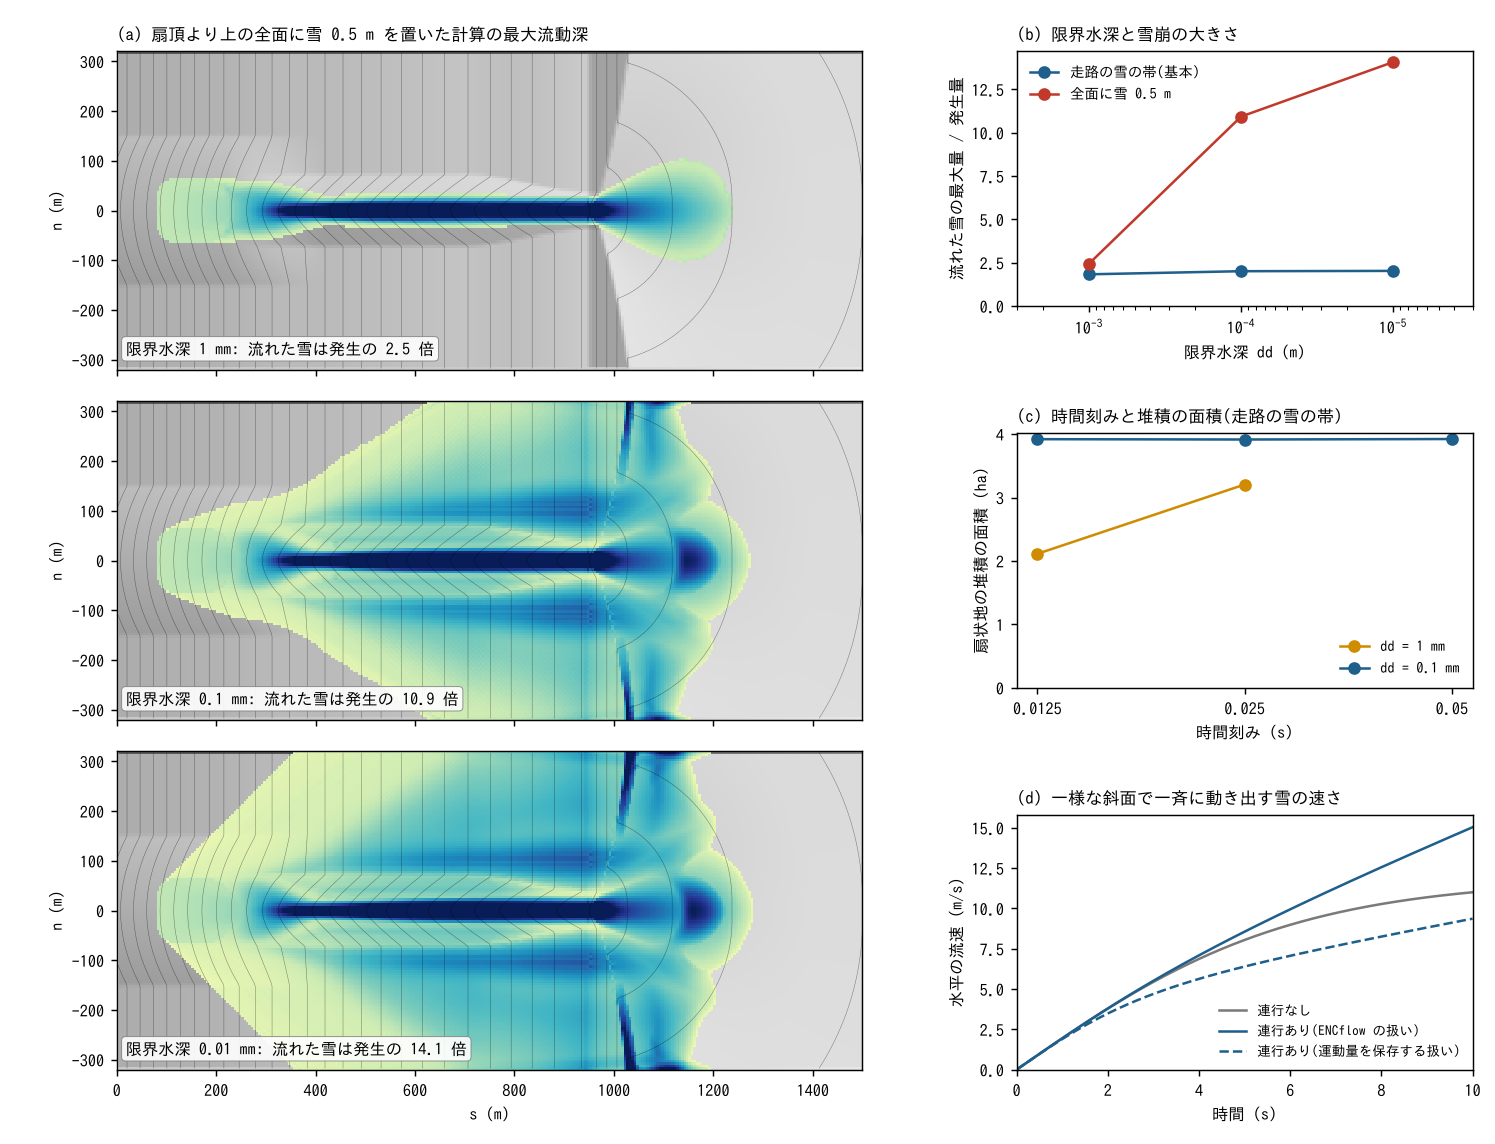 (a) 扇頂より上の全面に雪 0.5 m を置いた計算の最大流動深
300
200
100
0
−100
−200
−300
n (m)
限界水深 1 mm: 流れた雪は発生の 2.5 倍
300
200
100
0
−100
−200
−300
n (m)
限界水深 0.1 mm: 流れた雪は発生の 10.9 倍
300
200
100
0
−100
−200
−300
n (m)
限界水深 0.01 mm: 流れた雪は発生の 14.1 倍
0 200 400 600 800 1000 1200 1400
s (m)
(b) 限界水深と雪崩の大きさ
走路の雪の帯(基本)
全面に雪 0.5 m
12.5
10.0
7.5
5.0
2.5
0.0
流れた雪の最大量 / 発生量
10⁻³ 10⁻⁴ 10⁻⁵
限界水深 dd (m)
(c) 時間刻みと堆積の面積(走路の雪の帯)
4
3
2
1
0
扇状地の堆積の面積 (ha)
dd = 1 mm
dd = 0.1 mm
0.0125 0.025 0.05
時間刻み (s)
(d) 一様な斜面で一斉に動き出す雪の速さ
15.0
12.5
10.0
7.5
5.0
2.5
0.0
水平の流速 (m/s)
連行なし
連行あり(ENCflow の扱い)
連行あり(運動量を保存する扱い)
0 2 4 6 8 10
時間 (s)